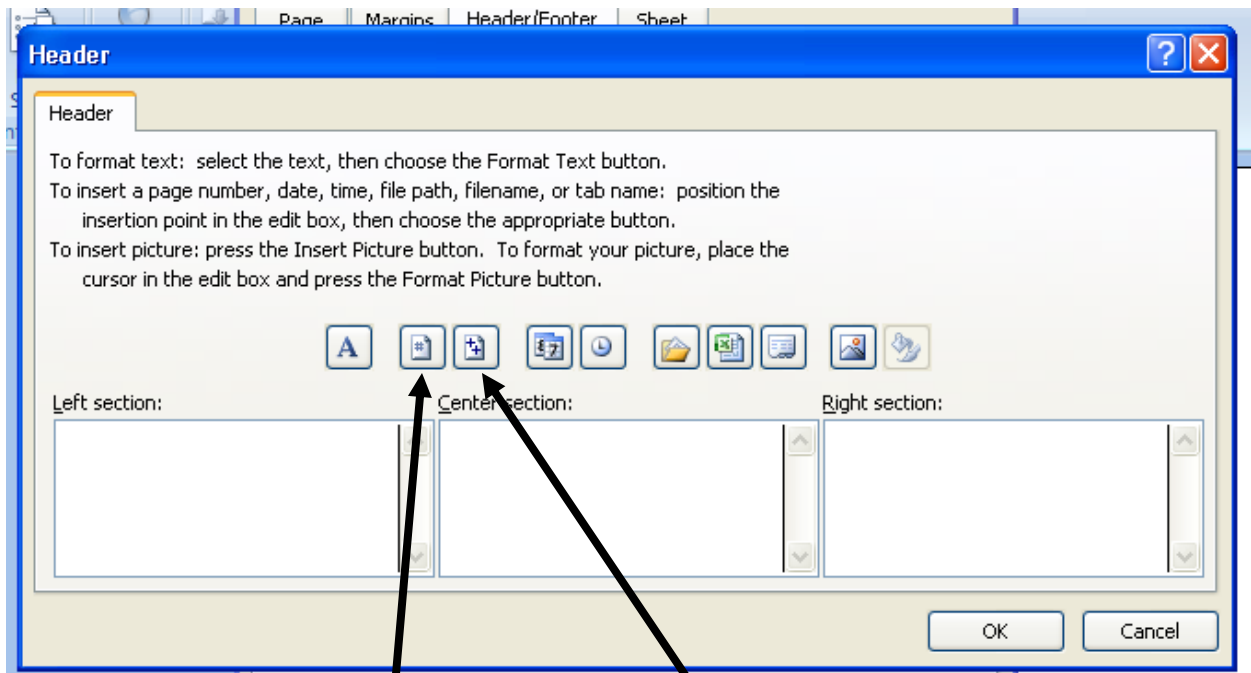 Page Margins Header/Footer Sheet
Header
Header
To format text: select the text, then choose the Format Text button.
To insert a page number, date, time, file path, filename, or tab name: position the
insertion point in the edit box, then choose the appropriate button.
To insert picture: press the Insert Picture button. To format your picture, place the
cursor in the edit box and press the Format Picture button.
A
Left section: Center section: Right section:
OK Cancel